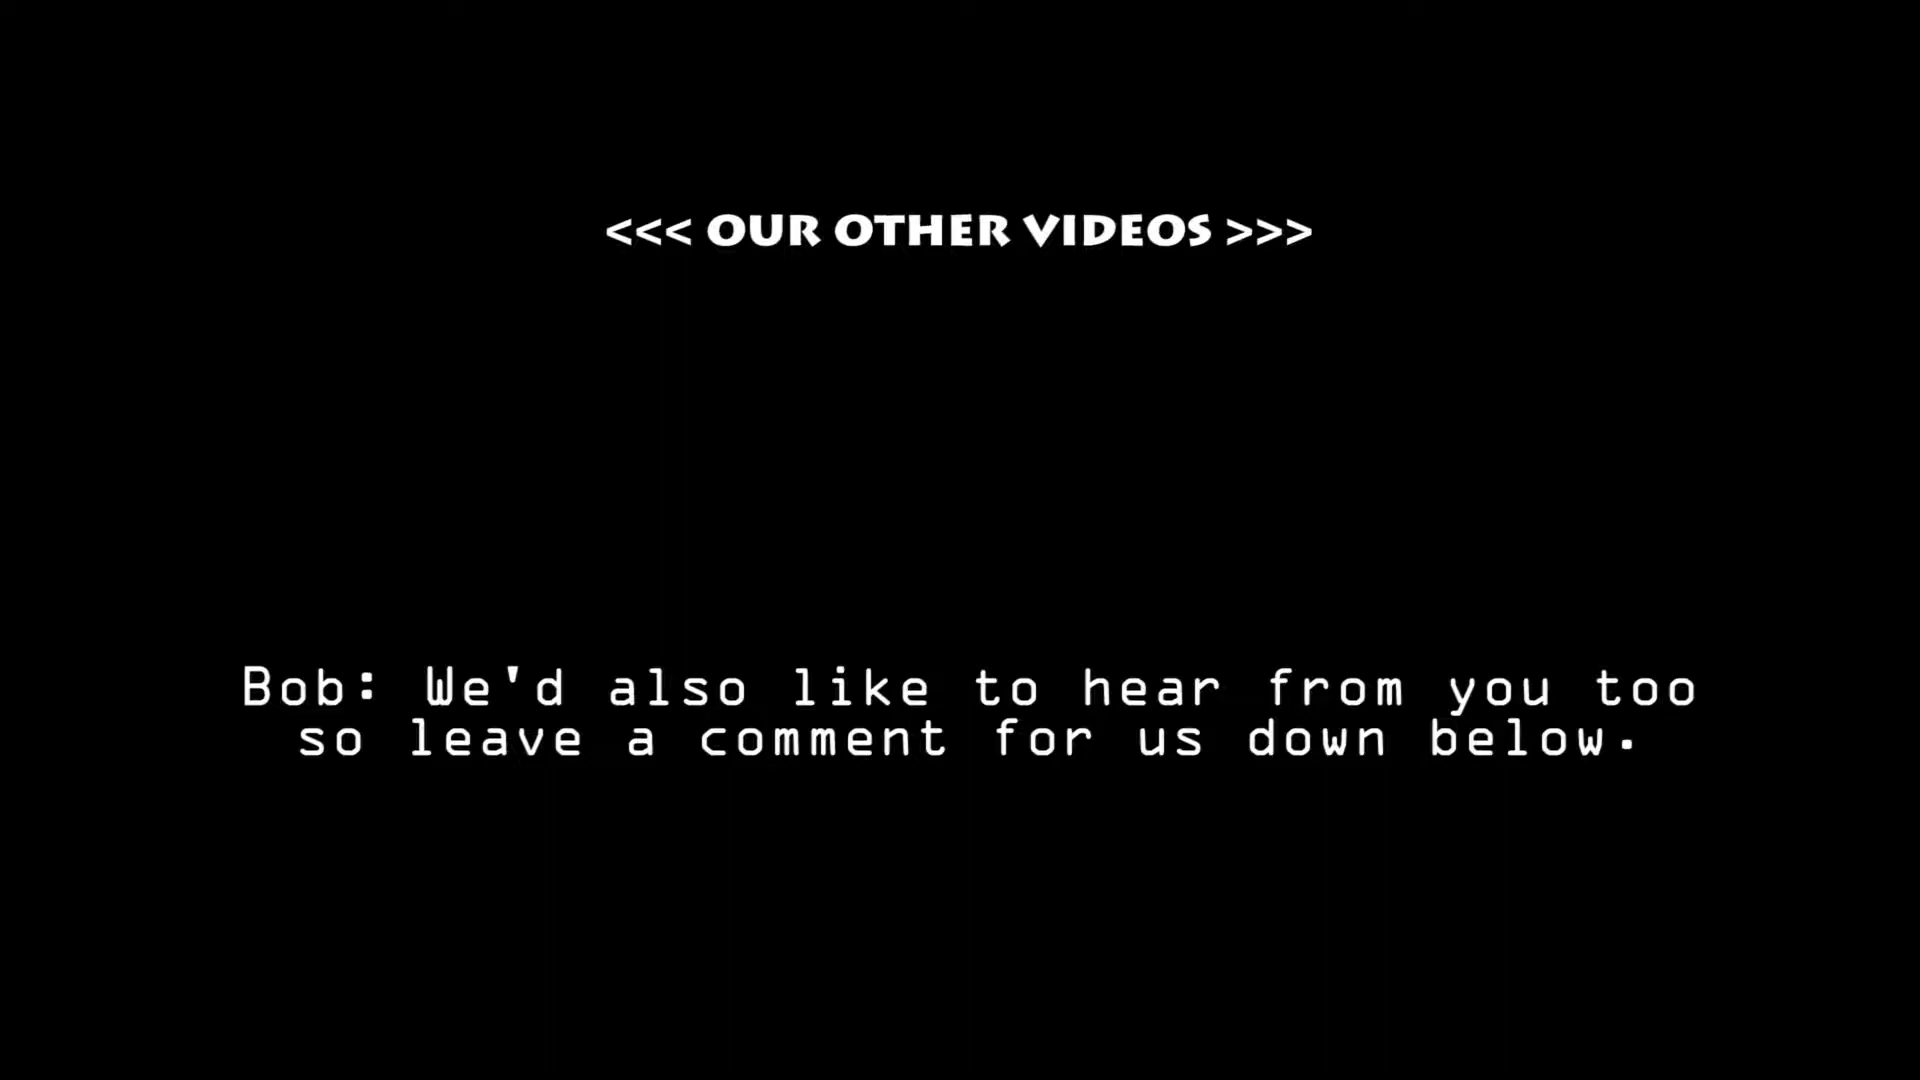 <<< OUR OTHER VIDEOS >>>
Bob: We'd also like to hear from you too
so leave a comment for us down below.